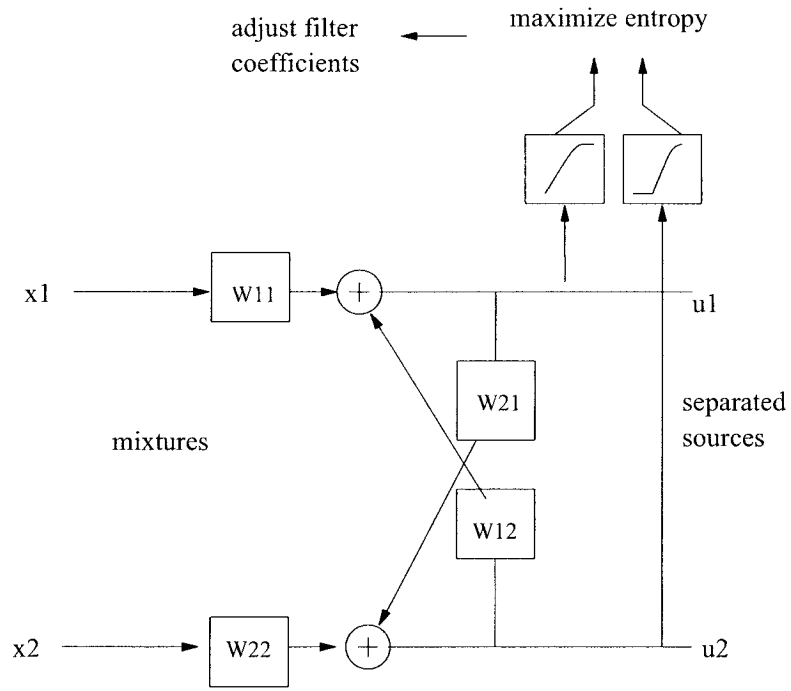 adjust filter
coefficients
maximize entropy
x1
W11
+
u1
W21
separated
sources
mixtures
W12
x2
W22
+
u2